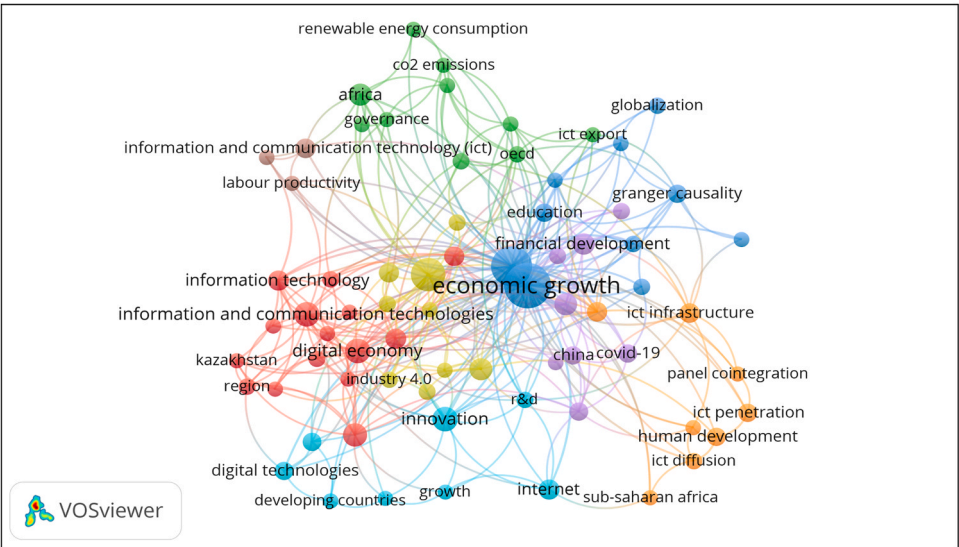 renewable energy consumption
co2 emissions
africa
globalization
governance
ict export
information and communication technology (ict)
oecd
labour productivity
granger causality
education
financial development
information technology
economic growth
information and communication technologies
ict infrastructure
digital economy
china
covid-19
kazakhstan
panel cointegration
industry 4.0
region
r&d
ict penetration
innovation
human development
ict diffusion
digital technologies
internet
growth
sub-saharan africa
developing countries
VOSviewer